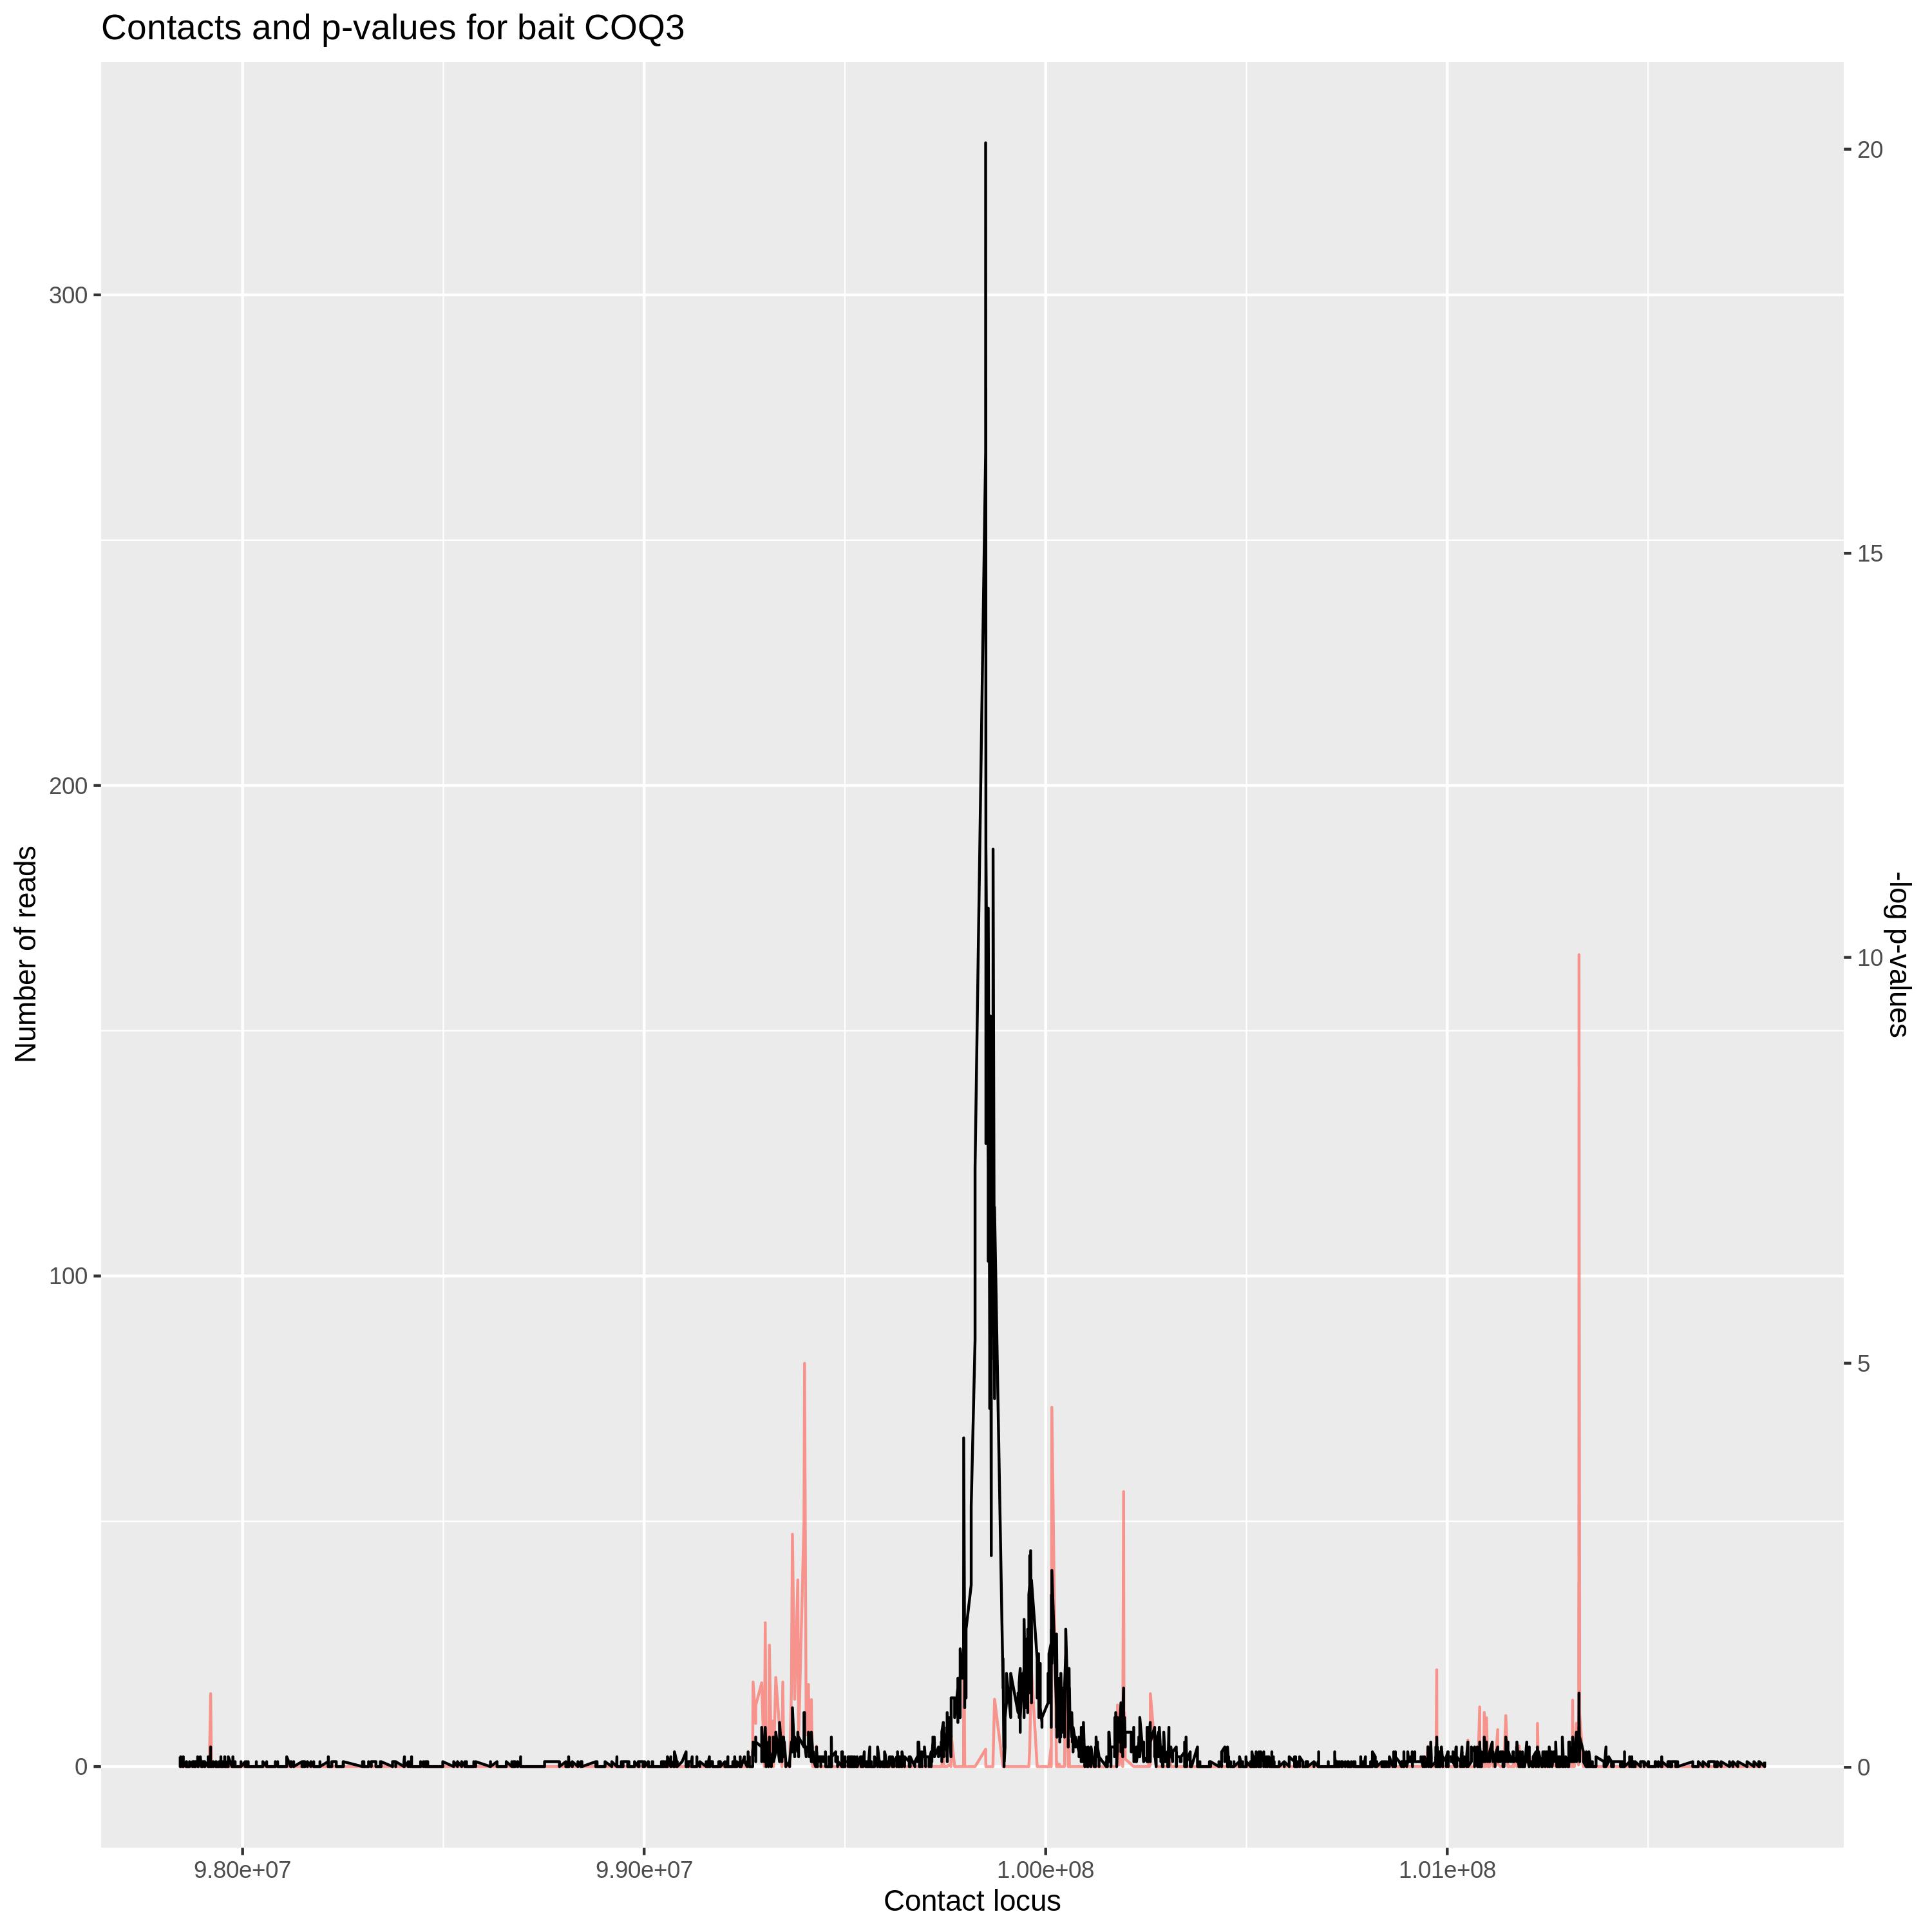 Contacts and p-values for bait COQ3
300
200
100
0
Number of reads
20
15
10
5
0
-log p-values
9.80e+07
9.90e+07
1.00e+08
1.01e+08
Contact locus